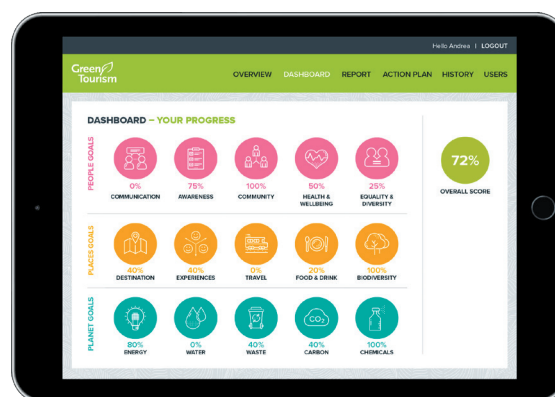 Hello Andrea | LOGOUT
Green
Tourism
OVERVIEW DASHBOARD REPORT ACTION PLAN HISTORY USERS
DASHBOARD – YOUR PROGRESS
PEOPLE GOALS
0% 75% 100% 50% 25%
COMMUNICATION AWARENESS COMMUNITY HEALTH & WELLBEING EQUALITY & DIVERSITY
72%
OVERALL SCORE
PLACES GOALS
40% 40% 0% 20% 100%
DESTINATION EXPERIENCES TRAVEL FOOD & DRINK BIODIVERSITY
PLANET GOALS
CO2
80% 0% 40% 40% 100%
ENERGY WATER WASTE CARBON CHEMICALS